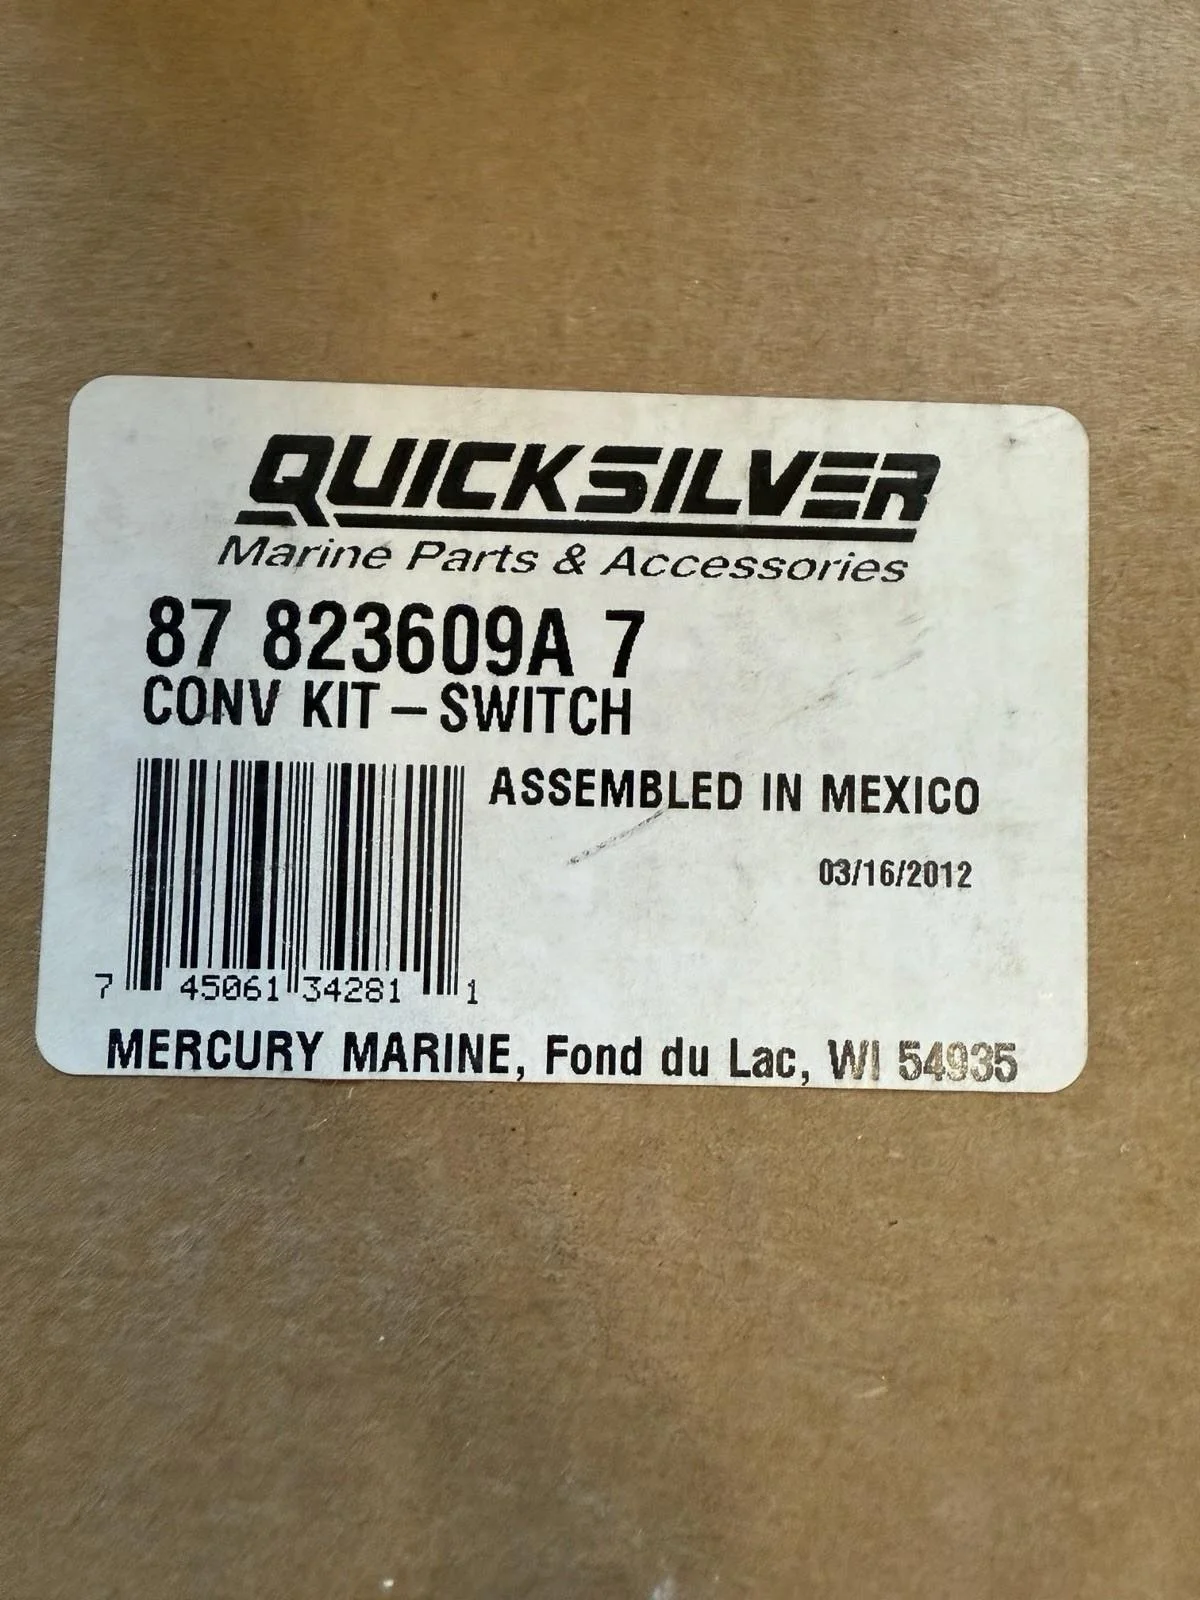 QUICKSILVER
Marine Parts & Accessories
87 823609A 7
CONV KIT – SWITCH
ASSEMBLED IN MEXICO
03/16/2012
7 45061 34281 1
MERCURY MARINE, Fond du Lac, WI 54935